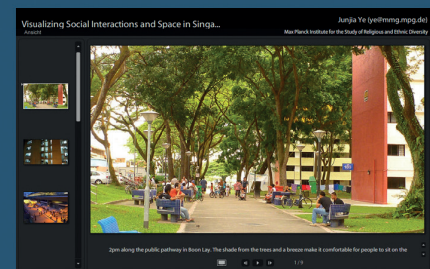 Visualizing Social Interactions and Space in Singa...
Ansicht
Junjia Ye (ye@mmg.mpg.de)
Max Planck Institute for the Study of Religious and Ethnic Diversity
2pm along the public pathway in Boon Lay. The shade from the trees and a breeze make it comfortable for people to sit on the
1 / 9